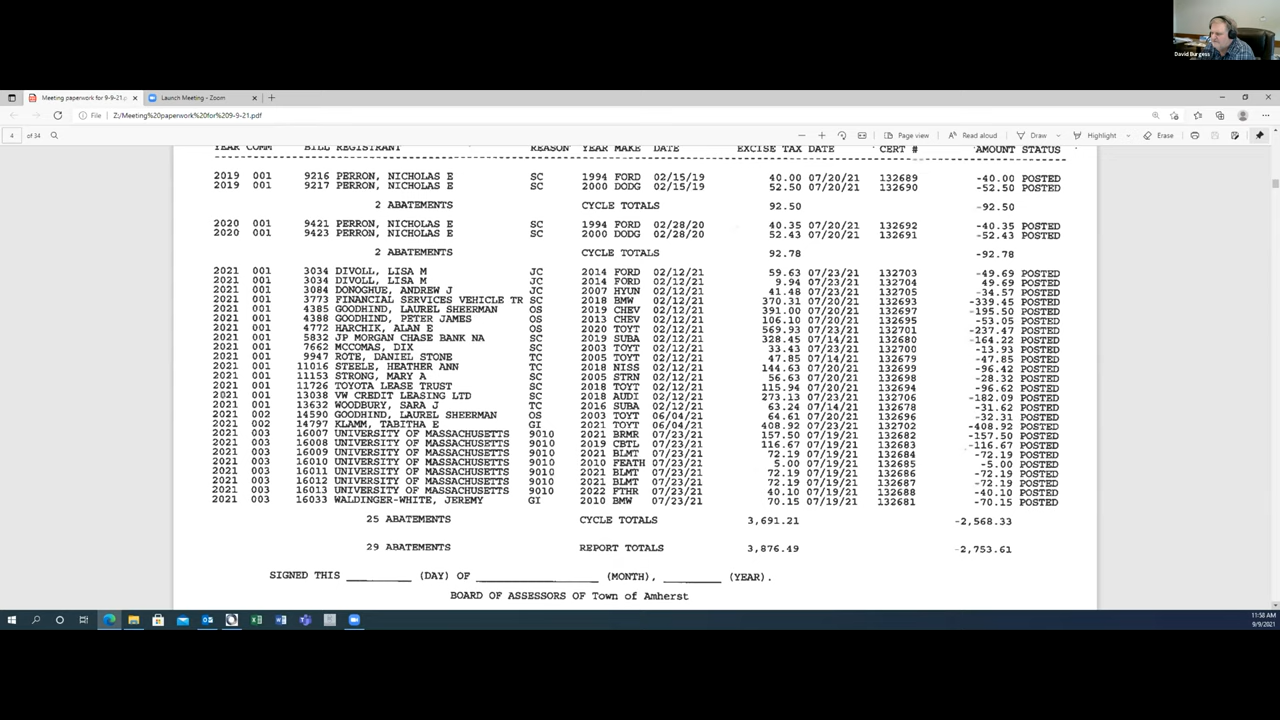 David Burgess
Meeting paperwork for 9-9-21.p
Launch Meeting - Zoom
File Z:/Meeting%20paperwork%20for%209-9-21.pdf
4 of 34 Page view Read aloud Draw Highlight Erase
YEAR COMM BILL REGISTRANT REASON YEAR MAKE DATE EXCISE TAX DATE CERT # AMOUNT STATUS
2019 001 9216 PERRON, NICHOLAS E SC 1994 FORD 02/15/19 40.00 07/20/21 132689 -40.00 POSTED
2019 001 9217 PERRON, NICHOLAS E SC 2000 DODG 02/15/19 52.50 07/20/21 132690 -52.50 POSTED
2 ABATEMENTS CYCLE TOTALS 92.50 -92.50
2020 001 9421 PERRON, NICHOLAS E SC 1994 FORD 02/28/20 40.35 07/20/21 132692 -40.35 POSTED
2020 001 9423 PERRON, NICHOLAS E SC 2000 DODG 02/28/20 52.43 07/20/21 132691 -52.43 POSTED
2 ABATEMENTS CYCLE TOTALS 92.78 -92.78
2021 001 3034 DIVOLL, LISA M JC 2014 FORD 02/12/21 59.63 07/23/21 132703 -49.69 POSTED
2021 001 3034 DIVOLL, LISA M JC 2014 FORD 02/12/21 9.94 07/23/21 132704 49.69 POSTED
2021 001 3084 DONOGHUE, ANDREW J JC 2007 HYUN 02/12/21 41.48 07/23/21 132705 -34.57 POSTED
2021 001 3773 FINANCIAL SERVICES VEHICLE TR SC 2018 BMW 02/12/21 370.31 07/20/21 132693 -339.45 POSTED
2021 001 4385 GOODHIND, LAUREL SHEERMAN OS 2019 CHEV 02/12/21 391.00 07/20/21 132697 -195.50 POSTED
2021 001 4388 GOODHIND, PETER JAMES OS 2013 CHEV 02/12/21 106.10 07/20/21 132695 -53.05 POSTED
2021 001 4772 HARCHIK, ALAN E OS 2020 TOYT 02/12/21 569.93 07/23/21 132701 -237.47 POSTED
2021 001 5832 JP MORGAN CHASE BANK NA SC 2019 SUBA 02/12/21 328.45 07/14/21 132680 -164.22 POSTED
2021 001 7662 MCCOMAS, DIX SC 2003 TOYT 02/12/21 33.43 07/23/21 132700 -13.93 POSTED
2021 001 9947 ROTE, DANIEL STONE TC 2005 TOYT 02/12/21 47.85 07/14/21 132679 -47.85 POSTED
2021 001 11016 STEELE, HEATHER ANN TC 2018 NISS 02/12/21 144.63 07/20/21 132699 -96.42 POSTED
2021 001 11153 STRONG, MARY A SC 2005 STRN 02/12/21 56.63 07/20/21 132698 -28.32 POSTED
2021 001 11726 TOYOTA LEASE TRUST SC 2018 TOYT 02/12/21 115.94 07/20/21 132694 -96.62 POSTED
2021 001 13038 VW CREDIT LEASING LTD SC 2018 AUDI 02/12/21 273.13 07/23/21 132706 -182.09 POSTED
2021 001 13632 WOODBURY, SARA J TC 2016 SUBA 02/12/21 63.24 07/14/21 132678 -31.62 POSTED
2021 002 14590 GOODHIND, LAUREL SHEERMAN OS 2003 TOYT 06/04/21 64.61 07/20/21 132696 -32.31 POSTED
2021 002 14797 KLAMM, TABITHA E GI 2021 TOYT 06/04/21 408.92 07/23/21 132702 -408.92 POSTED
2021 003 16007 UNIVERSITY OF MASSACHUSETTS 9010 2021 BRMR 07/23/21 157.50 07/19/21 132682 -157.50 POSTED
2021 003 16008 UNIVERSITY OF MASSACHUSETTS 9010 2019 CBTL 07/23/21 116.67 07/19/21 132683 -116.67 POSTED
2021 003 16009 UNIVERSITY OF MASSACHUSETTS 9010 2021 BLMT 07/23/21 72.19 07/19/21 132684 -72.19 POSTED
2021 003 16010 UNIVERSITY OF MASSACHUSETTS 9010 2010 FEATH 07/23/21 5.00 07/19/21 132685 -5.00 POSTED
2021 003 16011 UNIVERSITY OF MASSACHUSETTS 9010 2021 BLMT 07/23/21 72.19 07/19/21 132686 -72.19 POSTED
2021 003 16012 UNIVERSITY OF MASSACHUSETTS 9010 2021 BLMT 07/23/21 72.19 07/19/21 132687 -72.19 POSTED
2021 003 16013 UNIVERSITY OF MASSACHUSETTS 9010 2022 FTHR 07/23/21 40.10 07/19/21 132688 -40.10 POSTED
2021 003 16033 WALDINGER-WHITE, JEREMY GI 2010 BMW 07/23/21 70.15 07/19/21 132681 -70.15 POSTED
25 ABATEMENTS CYCLE TOTALS 3,691.21 -2,568.33
29 ABATEMENTS REPORT TOTALS 3,876.49 -2,753.61
SIGNED THIS ________ (DAY) OF __________________ (MONTH), _______ (YEAR).
BOARD OF ASSESSORS OF Town of Amherst
11:58 AM
9/9/2021